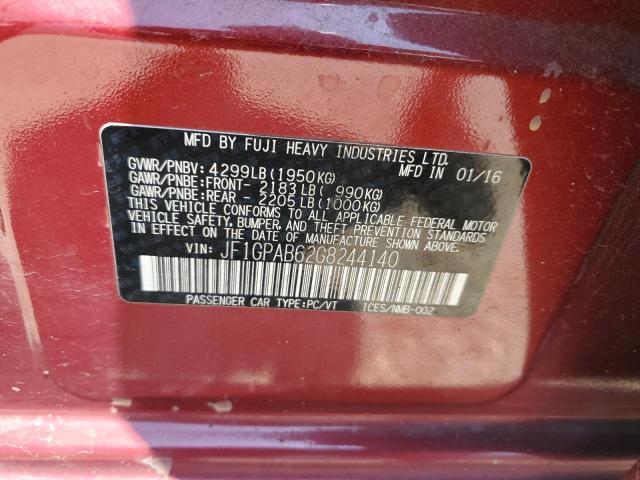 MFD BY FUJI HEAVY INDUSTRIES LTD.
GVWR/PNBV: 4299LB(1950KG) MFD IN 01/16
GAWR/PNBE:FRONT- 2183LB( 990KG)
GAWR/PNBE:REAR - 2205LB(1000KG)
THIS VEHICLE CONFORMS TO ALL APPLICABLE FEDERAL MOTOR
VEHICLE SAFETY, BUMPER, AND THEFT PREVENTION STANDARDS
IN EFFECT ON THE DATE OF MANUFACTURE SHOWN ABOVE.
VIN: JF1GPAB62G8244140
PASSENGER CAR TYPE:PC/VT ICES/NMB-002